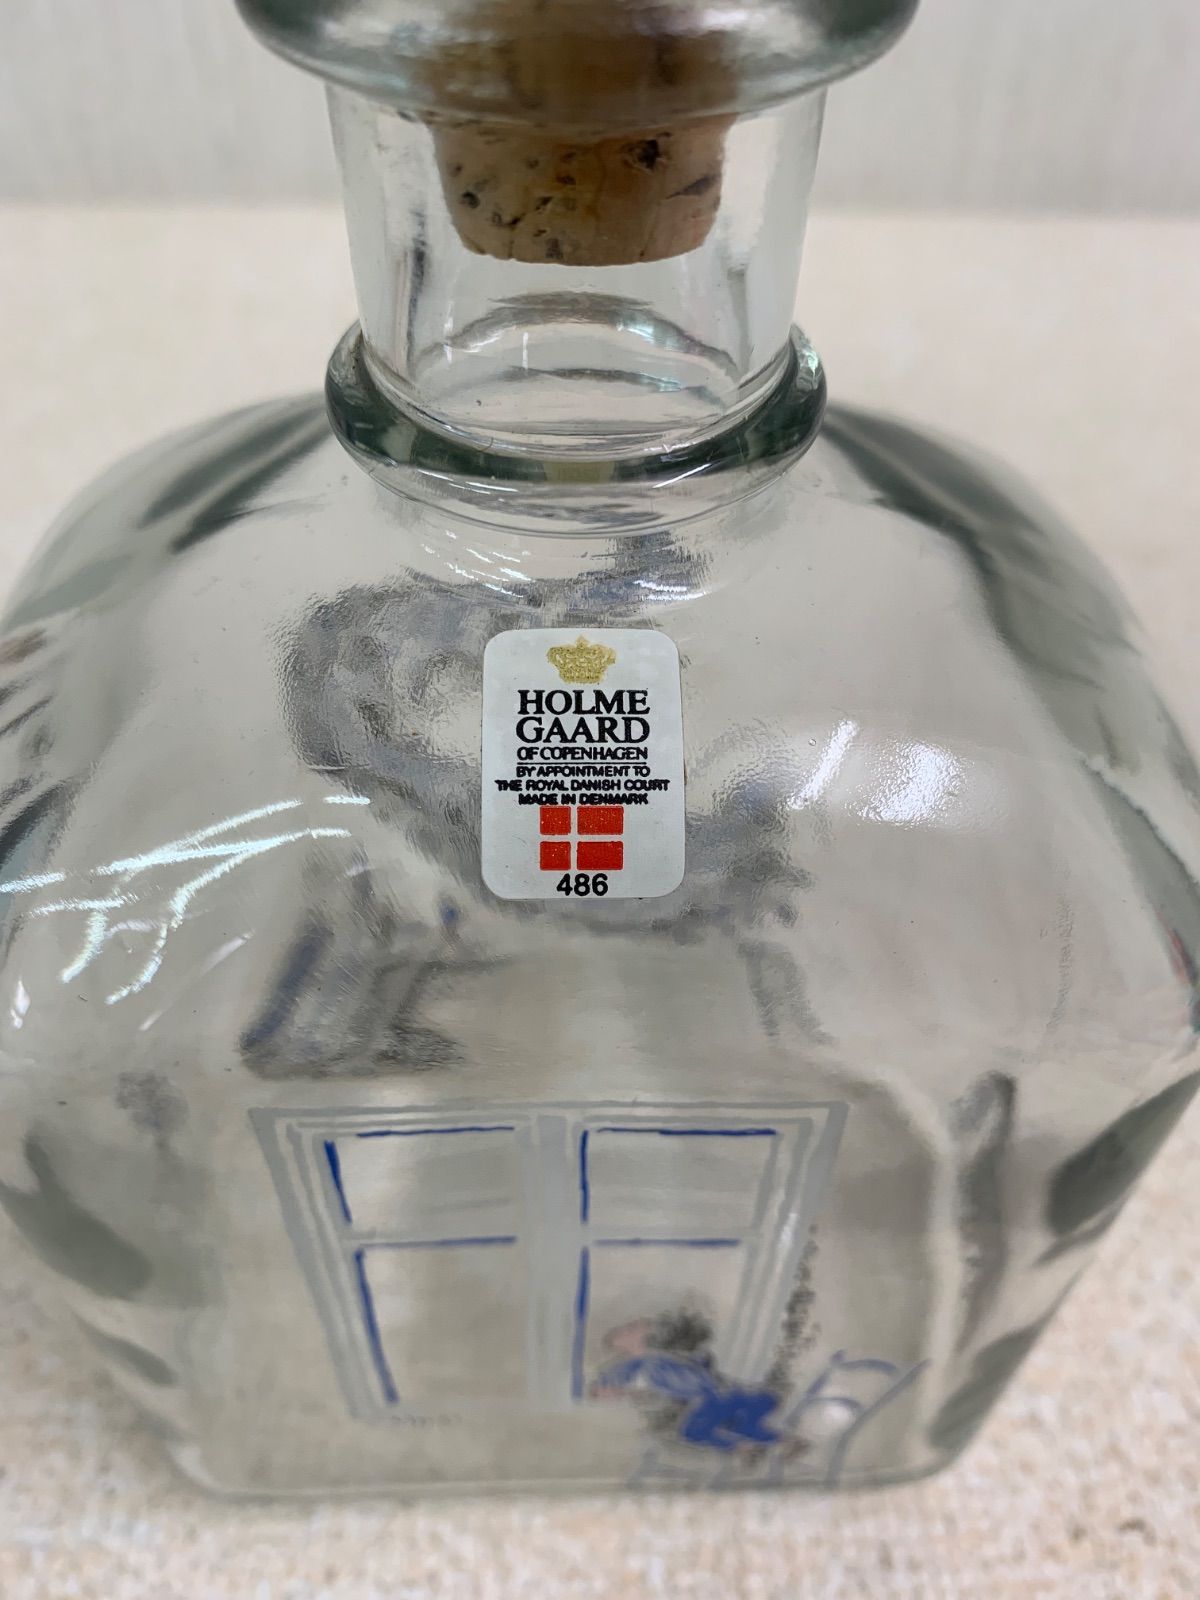 HOLME
GAARD
OF COPENHAGEN
BY APPOINTMENT TO
THE ROYAL DANISH COURT
MADE IN DENMARK
486